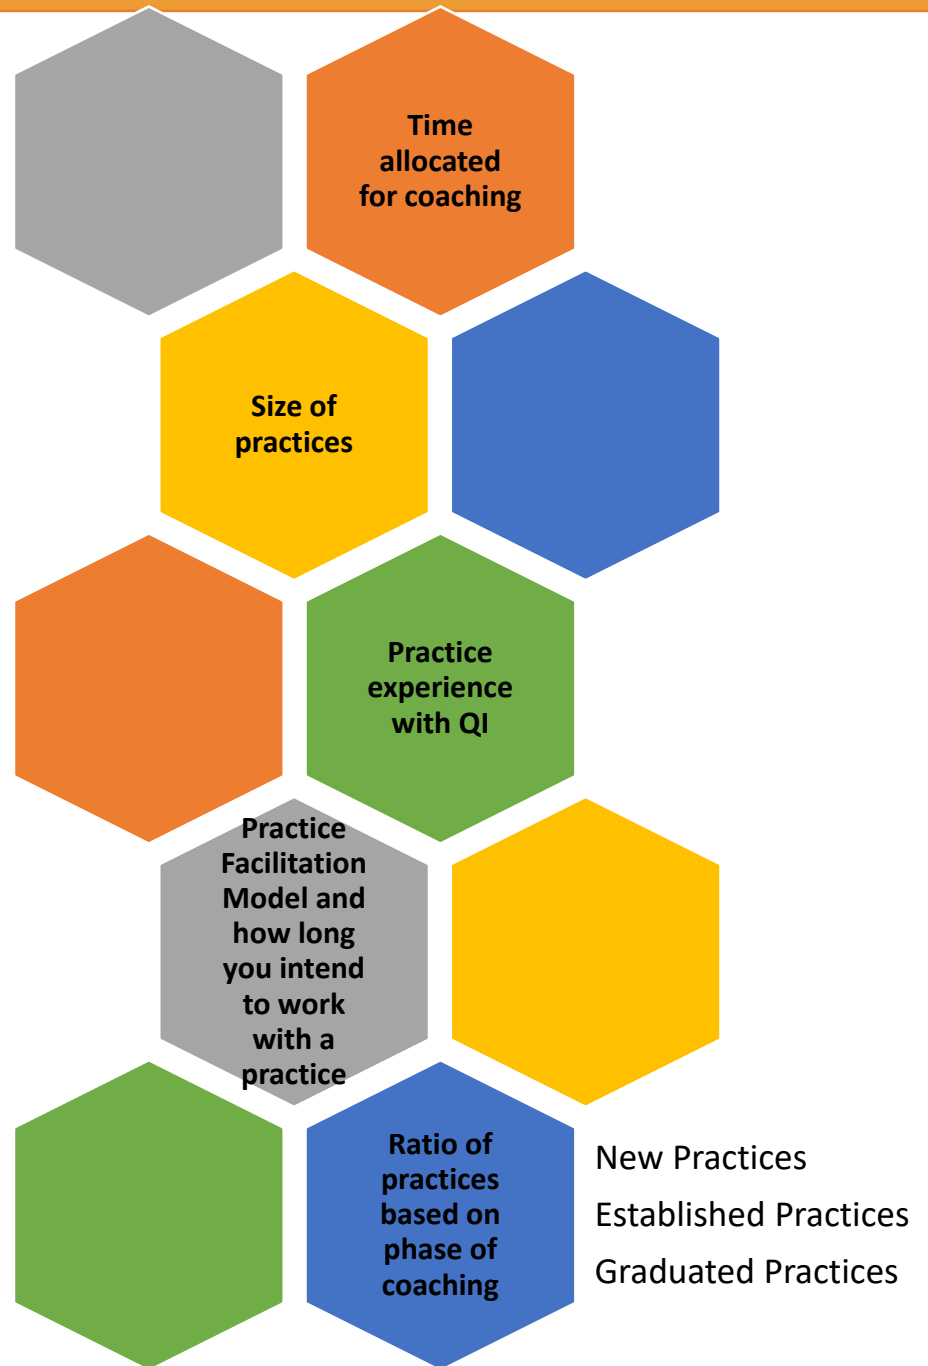 Time
allocated
for coaching
Size of
practices
Practice
experience
with QI
Practice
Facilitation
Model and
how long
you intend
to work
with a
practice
Ratio of
practices
based on
phase of
coaching
New Practices
Established Practices
Graduated Practices